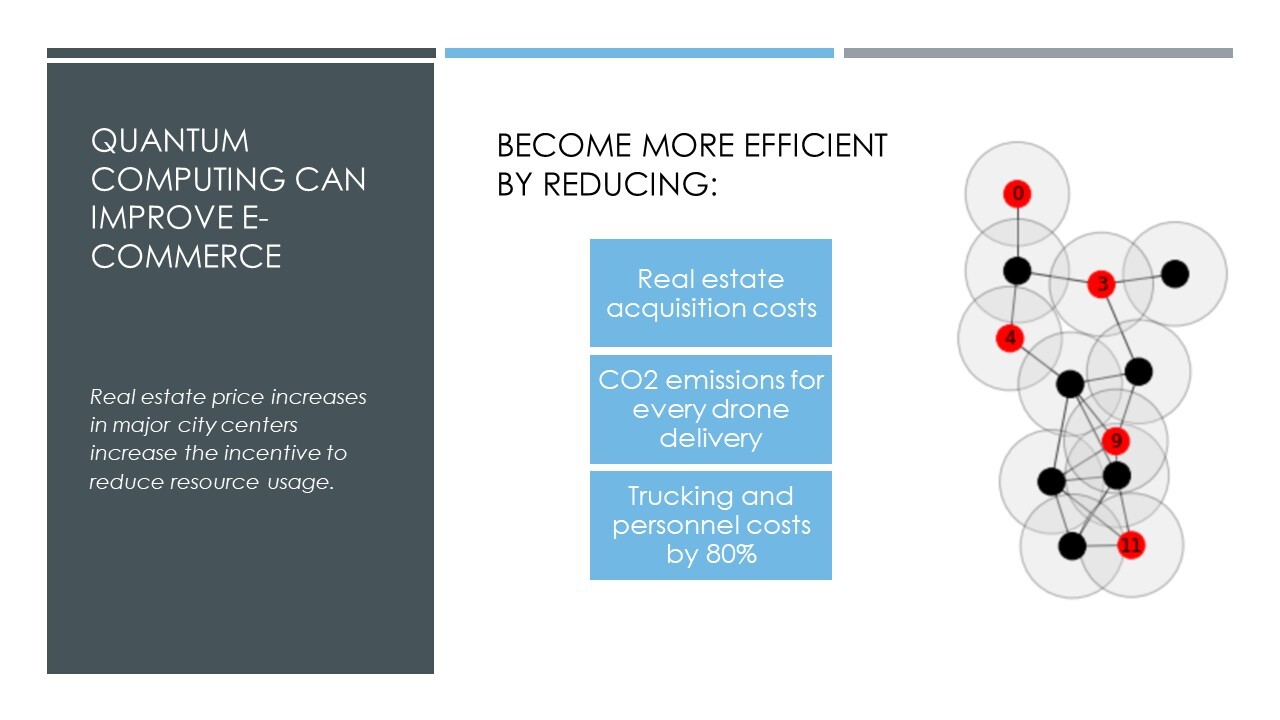 QUANTUM
COMPUTING CAN
IMPROVE E-
COMMERCE
Real estate price increases
in major city centers
increase the incentive to
reduce resource usage.
BECOME MORE EFFICIENT
BY REDUCING:
Real estate
acquisition costs
CO2 emissions for
every drone
delivery
Trucking and
personnel costs
by 80%
0
3
4
9
11